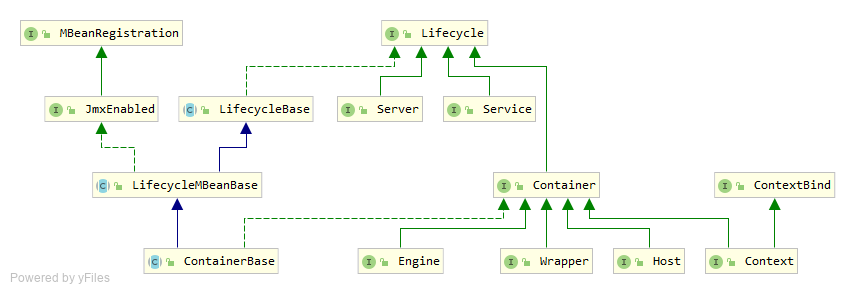 MBeanRegistration
Lifecycle
JmxEnabled
LifecycleBase
Server
Service
LifecycleMBeanBase
Container
ContextBind
ContainerBase
Engine
Wrapper
Host
Context
Powered by yFiles